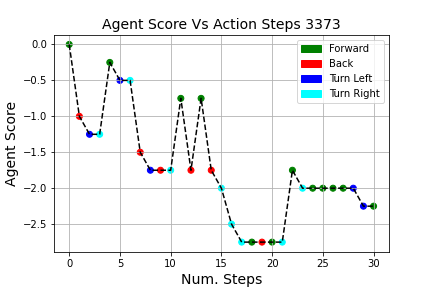 Agent Score Vs Action Steps 3373
Agent Score
0.0
−0.5
−1.0
−1.5
−2.0
−2.5
Forward
Back
Turn Left
Turn Right
0
5
10
15
20
25
30
Num. Steps